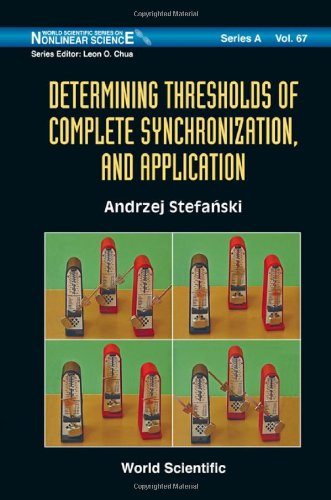 WORLD SCIENTIFIC SERIES ON
NONLINEAR SCIENCE
Series A Vol. 67
Series Editor: Leon O. Chua
DETERMINING THRESHOLDS OF
COMPLETE SYNCHRONIZATION,
AND APPLICATION
Andrzej Stefański
World Scientific